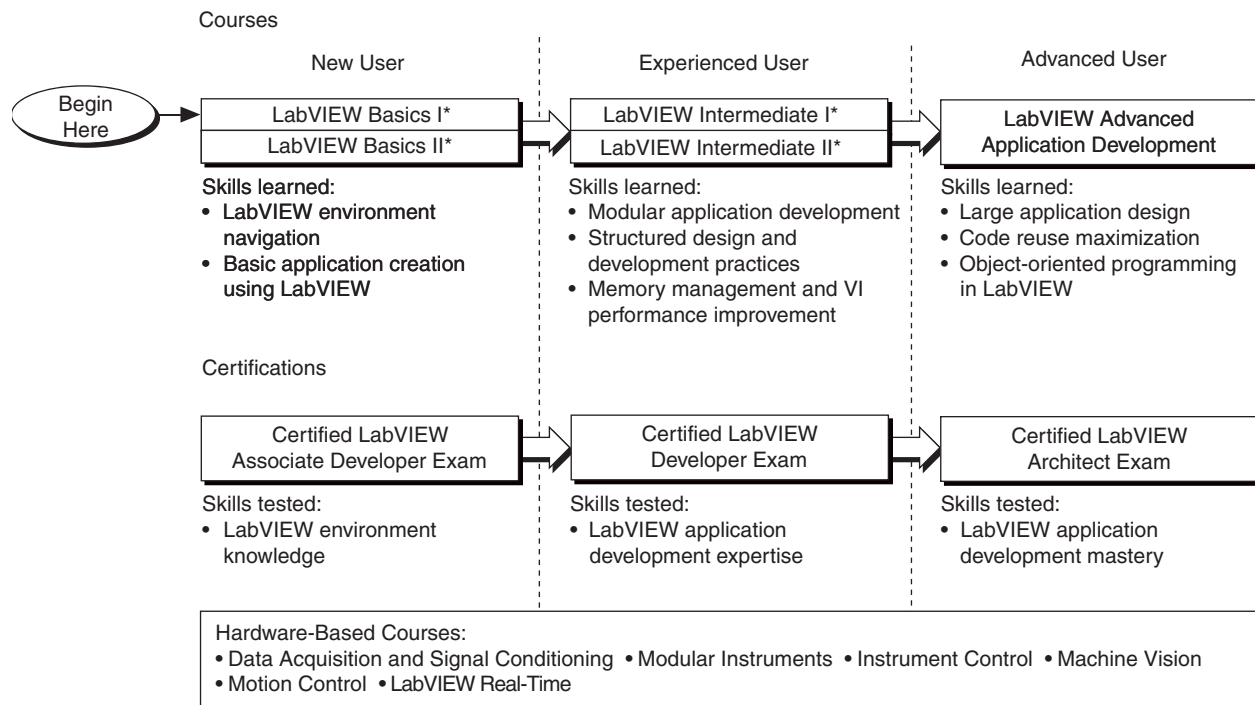 Courses
New User
Experienced User
Advanced User
Begin
Here
LabVIEW Basics I*
LabVIEW Basics II*
LabVIEW Intermediate I*
LabVIEW Intermediate II*
LabVIEW Advanced
Application Development
Skills learned:
• LabVIEW environment
navigation
• Basic application creation
using LabVIEW
Skills learned:
• Modular application development
• Structured design and
development practices
• Memory management and VI
performance improvement
Skills learned:
• Large application design
• Code reuse maximization
• Object-oriented programming
in LabVIEW
Certifications
Certified LabVIEW
Associate Developer Exam
Certified LabVIEW
Developer Exam
Certified LabVIEW
Architect Exam
Skills tested:
• LabVIEW environment
knowledge
Skills tested:
• LabVIEW application
development expertise
Skills tested:
• LabVIEW application
development mastery
Hardware-Based Courses:
• Data Acquisition and Signal Conditioning • Modular Instruments • Instrument Control • Machine Vision
• Motion Control • LabVIEW Real-Time